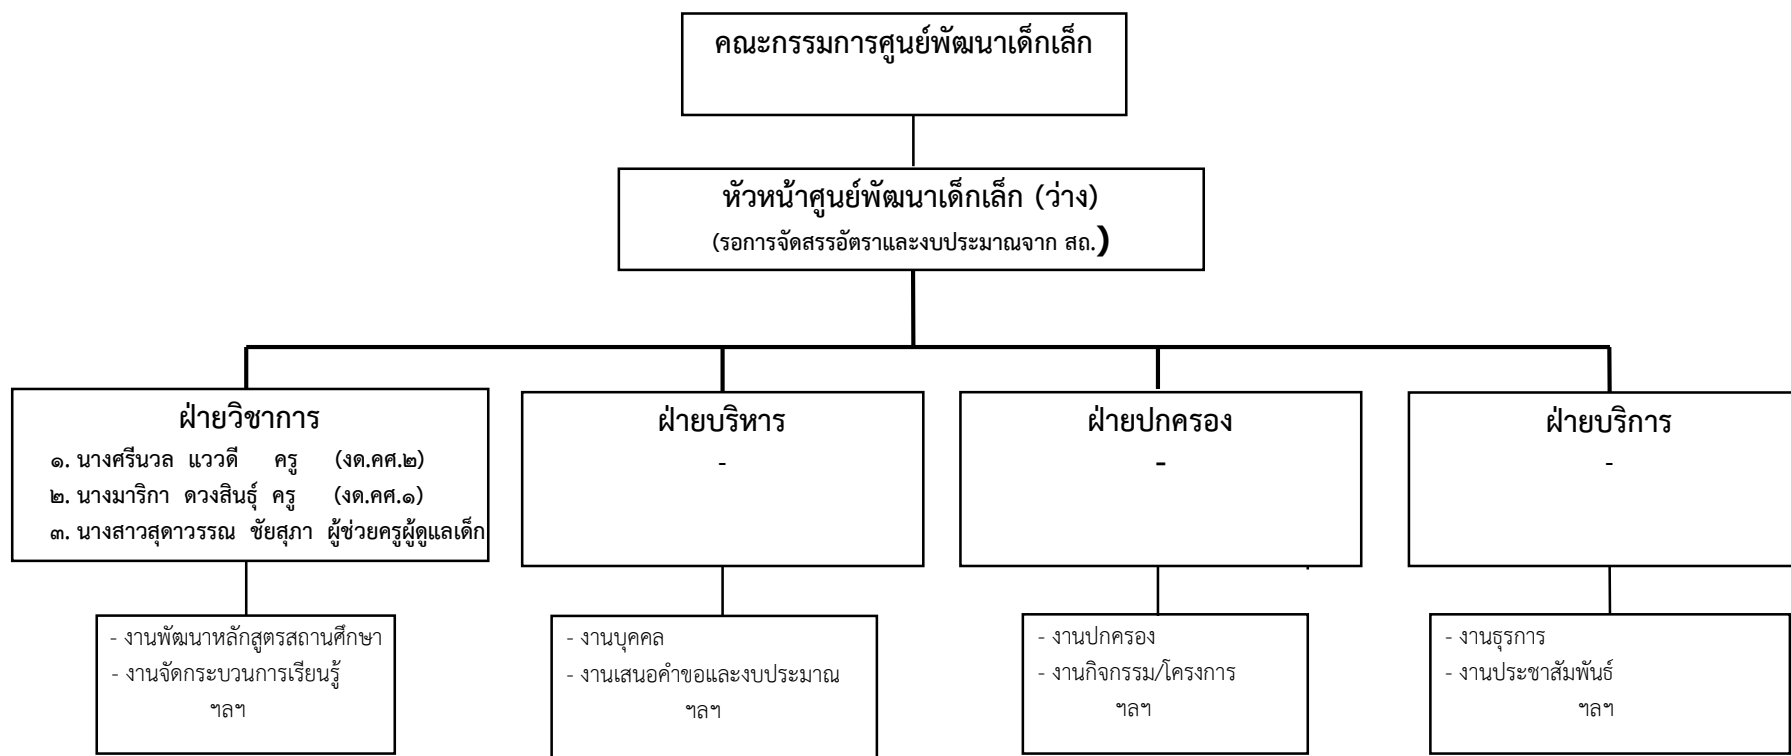 คณะกรรมการศูนย์พัฒนาเด็กเล็ก
หัวหน้าศูนย์พัฒนาเด็กเล็ก (ว่าง)
(รอการจัดสรรอัตราและงบประมาณจาก สถ.)
ฝ่ายวิชาการ
๑. นางศรีนวล แววดี ครู (งด.คศ.๒)
๒. นางมาริกา ดวงสินธุ์ ครู (งด.คศ.๑)
๓. นางสาวสุดาวรรณ ชัยสุภา ผู้ช่วยครูผู้ดูแลเด็ก
ฝ่ายบริหาร
-
ฝ่ายปกครอง
-
ฝ่ายบริการ
-
- งานพัฒนาหลักสูตรสถานศึกษา
- งานจัดกระบวนการเรียนรู้
ฯลฯ
- งานบุคคล
- งานเสนอคำขอและงบประมาณ
ฯลฯ
- งานปกครอง
- งานกิจกรรม/โครงการ
ฯลฯ
- งานธุรการ
- งานประชาสัมพันธ์
ฯลฯ